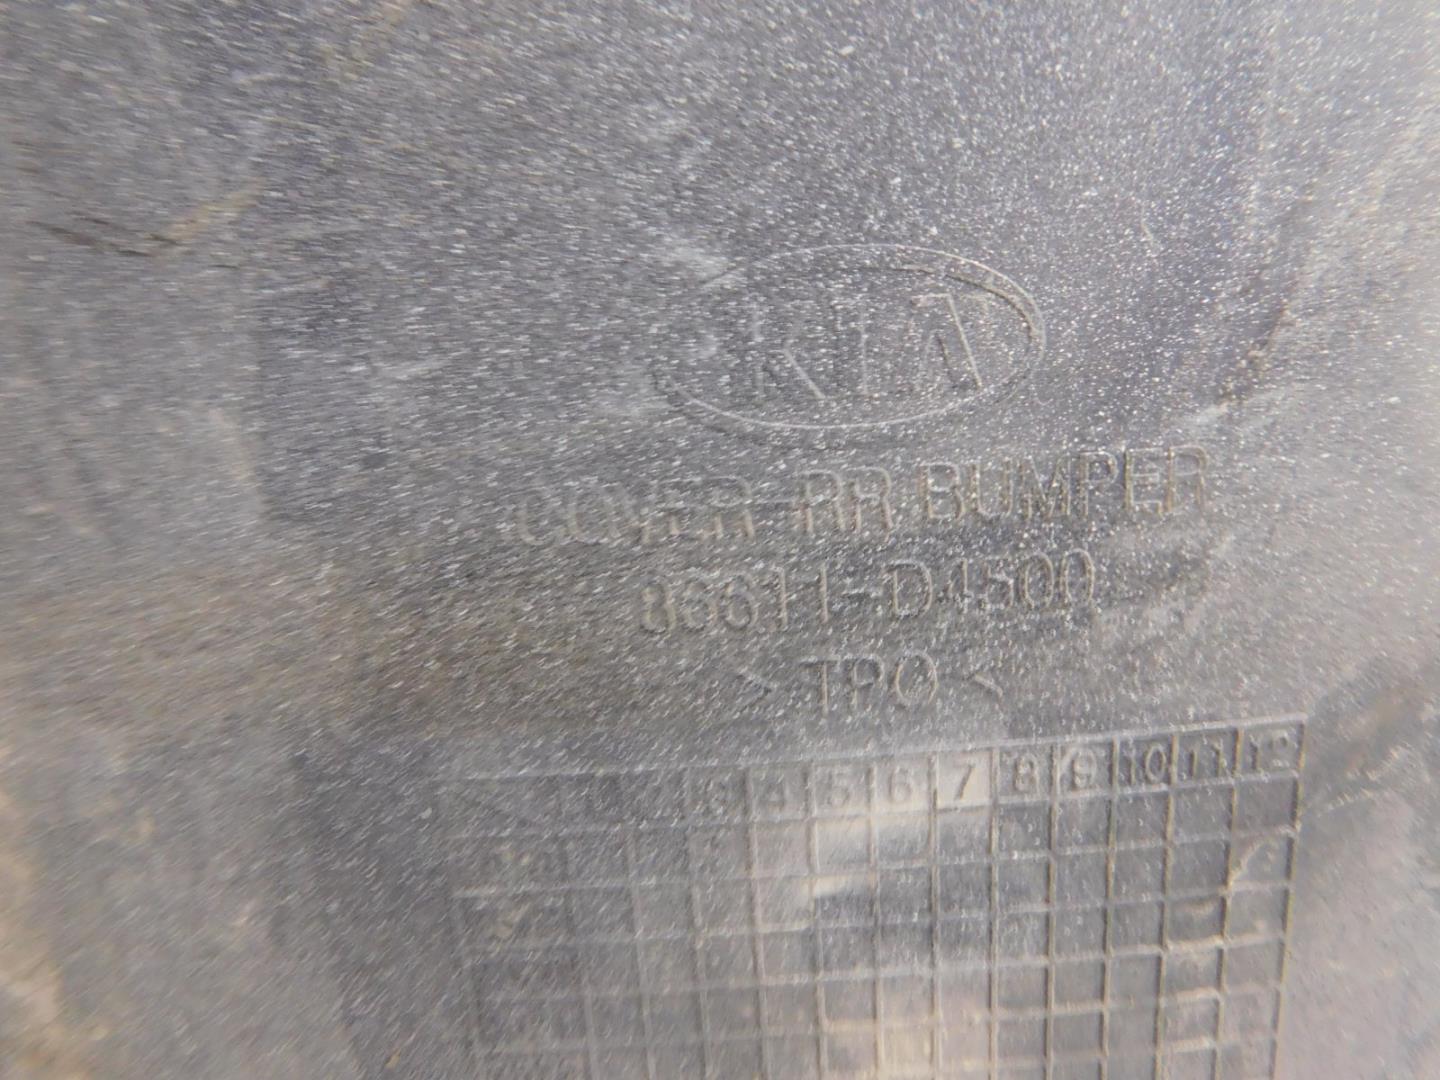 KIA
COVER-RR BUMPER
86611-D4500
> TPO <
3 4 5 6 7 8 9 10 11 12